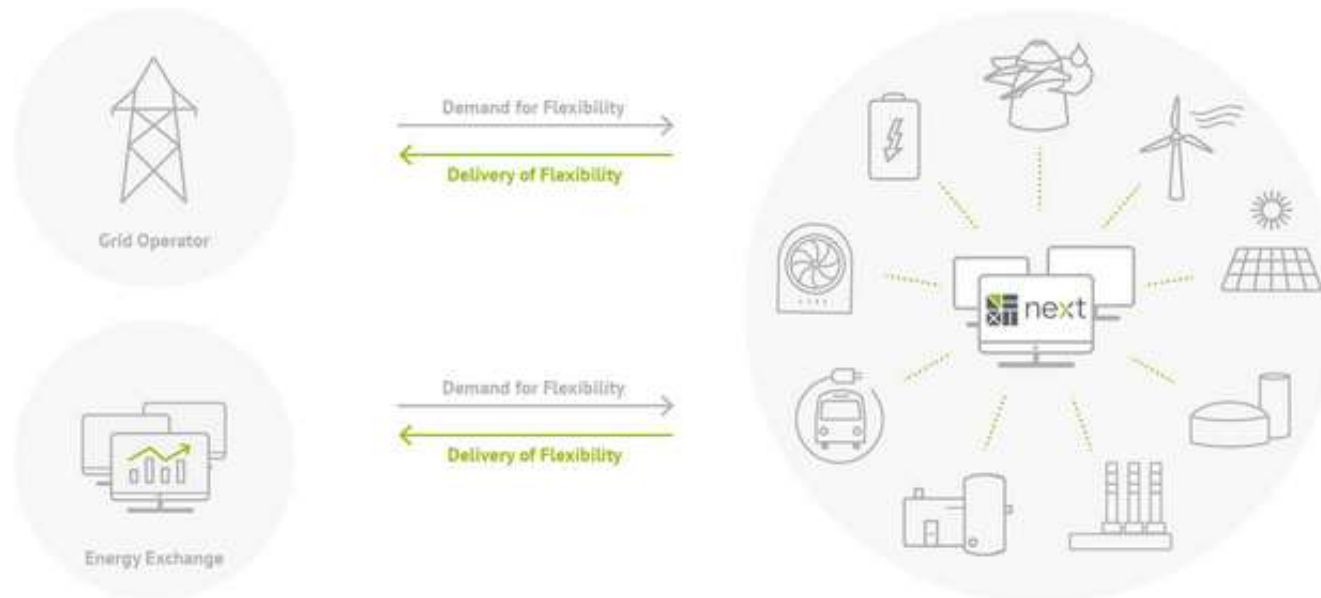 Demand for Flexibility
Delivery of Flexibility
Grid Operator
next
Demand for Flexibility
Delivery of Flexibility
Energy Exchange